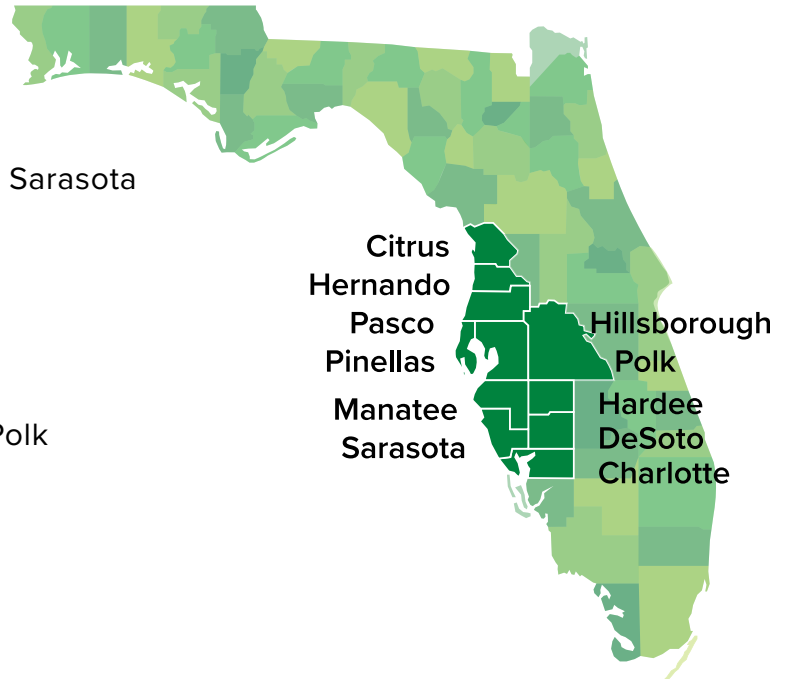 Sarasota
Citrus
Hernando
Pasco
Pinellas
Hillsborough
Polk
Manatee
Sarasota
Hardee
DeSoto
Charlotte
Polk